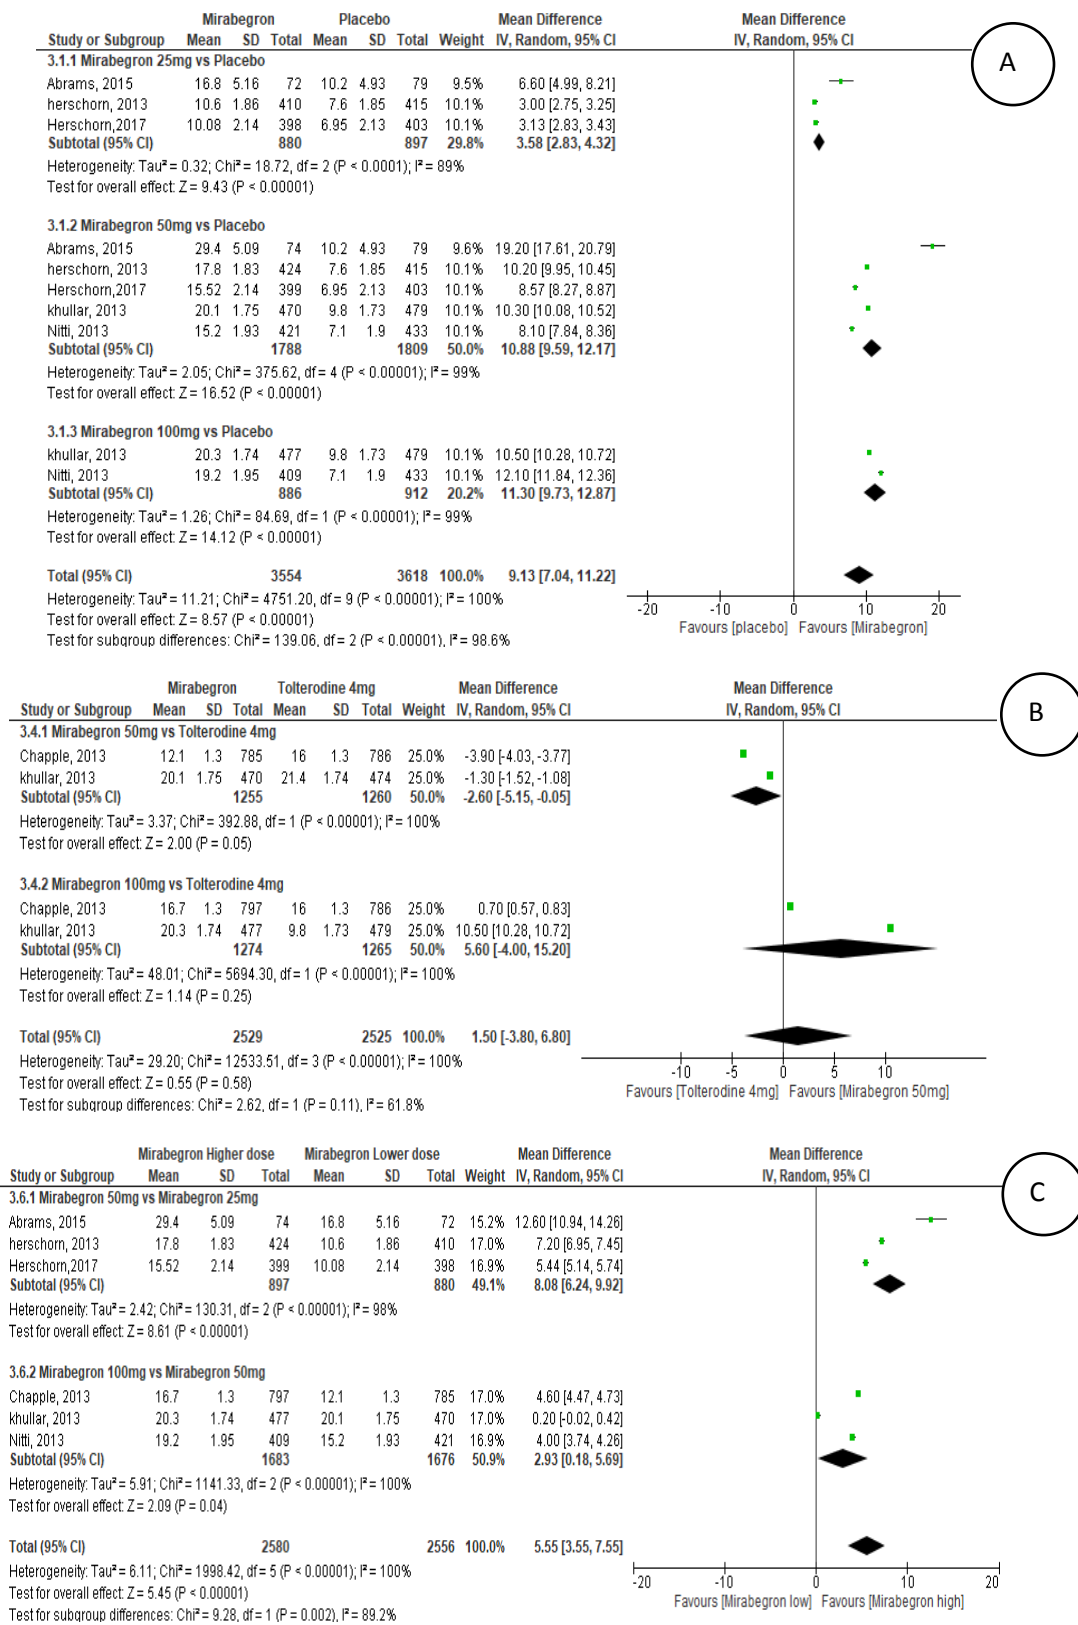 Mirabegron Placebo Mean Difference Mean Difference
Study or Subgroup Mean SD Total Mean SD Total Weight IV, Random, 95% CI IV, Random, 95% CI
A
3.1.1 Mirabegron 25mg vs Placebo
Abrams, 2015 16.8 5.16 72 10.2 4.93 79 9.5% 6.60 [4.99, 8.21]
herschorn, 2013 10.6 1.86 410 7.6 1.85 415 10.1% 3.00 [2.75, 3.25]
Herschorn,2017 10.08 2.14 398 6.95 2.13 403 10.1% 3.13 [2.83, 3.43]
Subtotal (95% CI) 880 897 29.8% 3.58 [2.83, 4.32]
Heterogeneity: Tau² = 0.32; Chi² = 18.72, df = 2 (P < 0.0001); I² = 89%
Test for overall effect: Z = 9.43 (P < 0.00001)
3.1.2 Mirabegron 50mg vs Placebo
Abrams, 2015 29.4 5.09 74 10.2 4.93 79 9.6% 19.20 [17.61, 20.79]
herschorn, 2013 17.8 1.83 424 7.6 1.85 415 10.1% 10.20 [9.95, 10.45]
Herschorn,2017 15.52 2.14 399 6.95 2.13 403 10.1% 8.57 [8.27, 8.87]
khullar, 2013 20.1 1.75 470 9.8 1.73 479 10.1% 10.30 [10.08, 10.52]
Nitti, 2013 15.2 1.93 421 7.1 1.9 433 10.1% 8.10 [7.84, 8.36]
Subtotal (95% CI) 1788 1809 50.0% 10.88 [9.59, 12.17]
Heterogeneity: Tau² = 2.05; Chi² = 375.62, df = 4 (P < 0.00001); I² = 99%
Test for overall effect: Z = 16.52 (P < 0.00001)
3.1.3 Mirabegron 100mg vs Placebo
khullar, 2013 20.3 1.74 477 9.8 1.73 479 10.1% 10.50 [10.28, 10.72]
Nitti, 2013 19.2 1.95 409 7.1 1.9 433 10.1% 12.10 [11.84, 12.36]
Subtotal (95% CI) 886 912 20.2% 11.30 [9.73, 12.87]
Heterogeneity: Tau² = 1.26; Chi² = 84.69, df = 1 (P < 0.00001); I² = 99%
Test for overall effect: Z = 14.12 (P < 0.00001)
Total (95% CI) 3554 3618 100.0% 9.13 [7.04, 11.22]
Heterogeneity: Tau² = 11.21; Chi² = 4751.20, df = 9 (P < 0.00001); I² = 100%
Test for overall effect: Z = 8.57 (P < 0.00001)
Test for subgroup differences: Chi² = 139.06, df = 2 (P < 0.00001), I² = 98.6%
-20 -10 0 10 20
Favours [placebo] Favours [Mirabegron]
Mirabegron Tolterodine 4mg Mean Difference Mean Difference
Study or Subgroup Mean SD Total Mean SD Total Weight IV, Random, 95% CI IV, Random, 95% CI
B
3.4.1 Mirabegron 50mg vs Tolterodine 4mg
Chapple, 2013 12.1 1.3 785 16 1.3 786 25.0% -3.90 [-4.03, -3.77]
khullar, 2013 20.1 1.75 470 21.4 1.74 474 25.0% -1.30 [-1.52, -1.08]
Subtotal (95% CI) 1255 1260 50.0% -2.60 [-5.15, -0.05]
Heterogeneity: Tau² = 3.37; Chi² = 392.88, df = 1 (P < 0.00001); I² = 100%
Test for overall effect: Z = 2.00 (P = 0.05)
3.4.2 Mirabegron 100mg vs Tolterodine 4mg
Chapple, 2013 16.7 1.3 797 16 1.3 786 25.0% 0.70 [0.57, 0.83]
khullar, 2013 20.3 1.74 477 9.8 1.73 479 25.0% 10.50 [10.28, 10.72]
Subtotal (95% CI) 1274 1265 50.0% 5.60 [-4.00, 15.20]
Heterogeneity: Tau² = 48.01; Chi² = 5694.30, df = 1 (P < 0.00001); I² = 100%
Test for overall effect: Z = 1.14 (P = 0.25)
Total (95% CI) 2529 2525 100.0% 1.50 [-3.80, 6.80]
Heterogeneity: Tau² = 29.20; Chi² = 12533.51, df = 3 (P < 0.00001); I² = 100%
Test for overall effect: Z = 0.55 (P = 0.58)
Test for subgroup differences: Chi² = 2.62, df = 1 (P = 0.11), I² = 61.8%
-10 -5 0 5 10
Favours [Tolterodine 4mg] Favours [Mirabegron 50mg]
Mirabegron Higher dose Mirabegron Lower dose Mean Difference Mean Difference
Study or Subgroup Mean SD Total Mean SD Total Weight IV, Random, 95% CI IV, Random, 95% CI
C
3.6.1 Mirabegron 50mg vs Mirabegron 25mg
Abrams, 2015 29.4 5.09 74 16.8 5.16 72 15.2% 12.60 [10.94, 14.26]
herschorn, 2013 17.8 1.83 424 10.6 1.86 410 17.0% 7.20 [6.95, 7.45]
Herschorn,2017 15.52 2.14 399 10.08 2.14 398 16.9% 5.44 [5.14, 5.74]
Subtotal (95% CI) 897 880 49.1% 8.08 [6.24, 9.92]
Heterogeneity: Tau² = 2.42; Chi² = 130.31, df = 2 (P < 0.00001); I² = 98%
Test for overall effect: Z = 8.61 (P < 0.00001)
3.6.2 Mirabegron 100mg vs Mirabegron 50mg
Chapple, 2013 16.7 1.3 797 12.1 1.3 785 17.0% 4.60 [4.47, 4.73]
khullar, 2013 20.3 1.74 477 20.1 1.75 470 17.0% 0.20 [-0.02, 0.42]
Nitti, 2013 19.2 1.95 409 15.2 1.93 421 16.9% 4.00 [3.74, 4.26]
Subtotal (95% CI) 1683 1676 50.9% 2.93 [0.18, 5.69]
Heterogeneity: Tau² = 5.91; Chi² = 1141.33, df = 2 (P < 0.00001); I² = 100%
Test for overall effect: Z = 2.09 (P = 0.04)
Total (95% CI) 2580 2556 100.0% 5.55 [3.55, 7.55]
Heterogeneity: Tau² = 6.11; Chi² = 1998.42, df = 5 (P < 0.00001); I² = 100%
Test for overall effect: Z = 5.45 (P < 0.00001)
Test for subgroup differences: Chi² = 9.28, df = 1 (P = 0.002), I² = 89.2%
-20 -10 0 10 20
Favours [Mirabegron low] Favours [Mirabegron high]